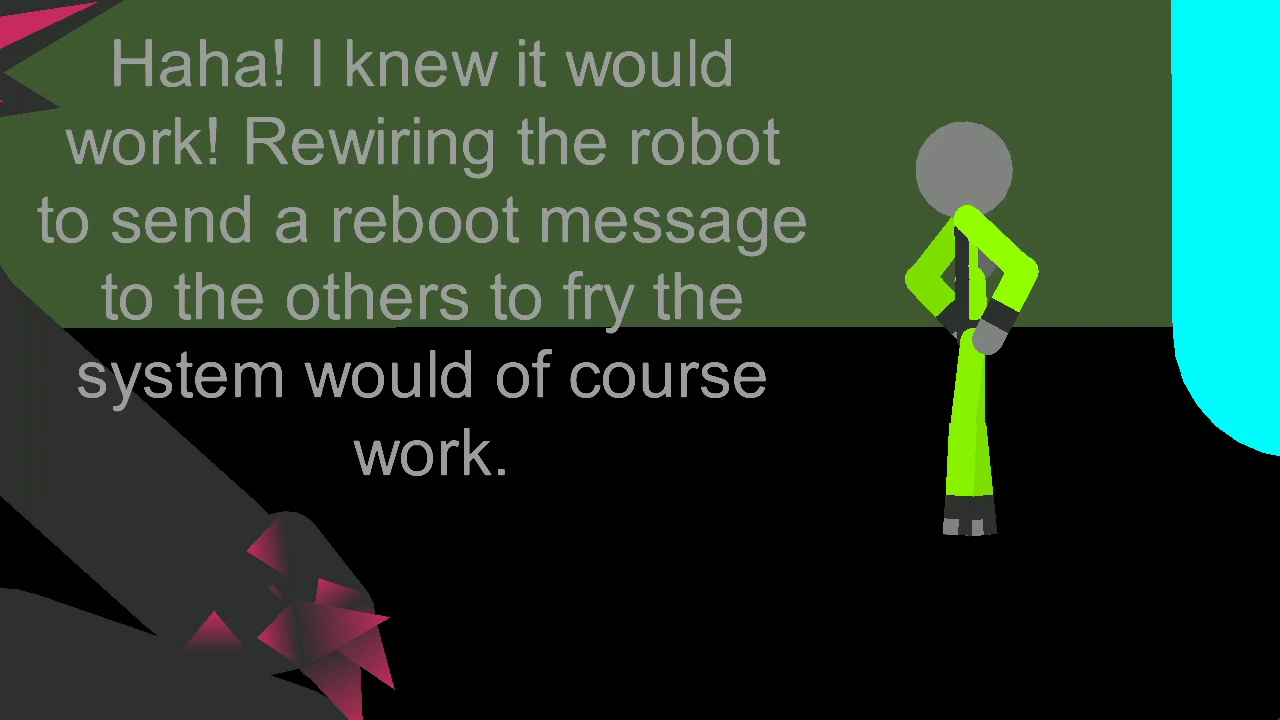 Haha! I knew it would
work! Rewiring the robot
to send a reboot message
to the others to fry the
system would of course
work.